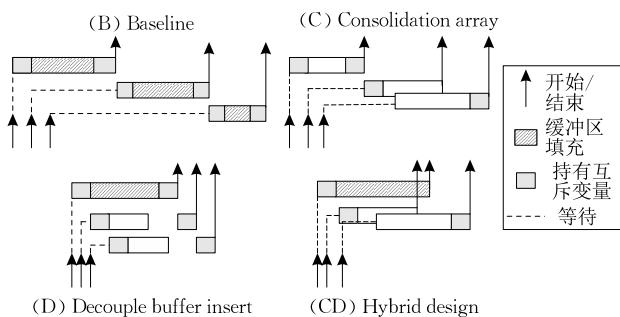 (B) Baseline
(C) Consolidation array
开始/
结束
缓冲区
填充
持有互
斥变量
等待
(D) Decouple buffer insert
(CD) Hybrid design